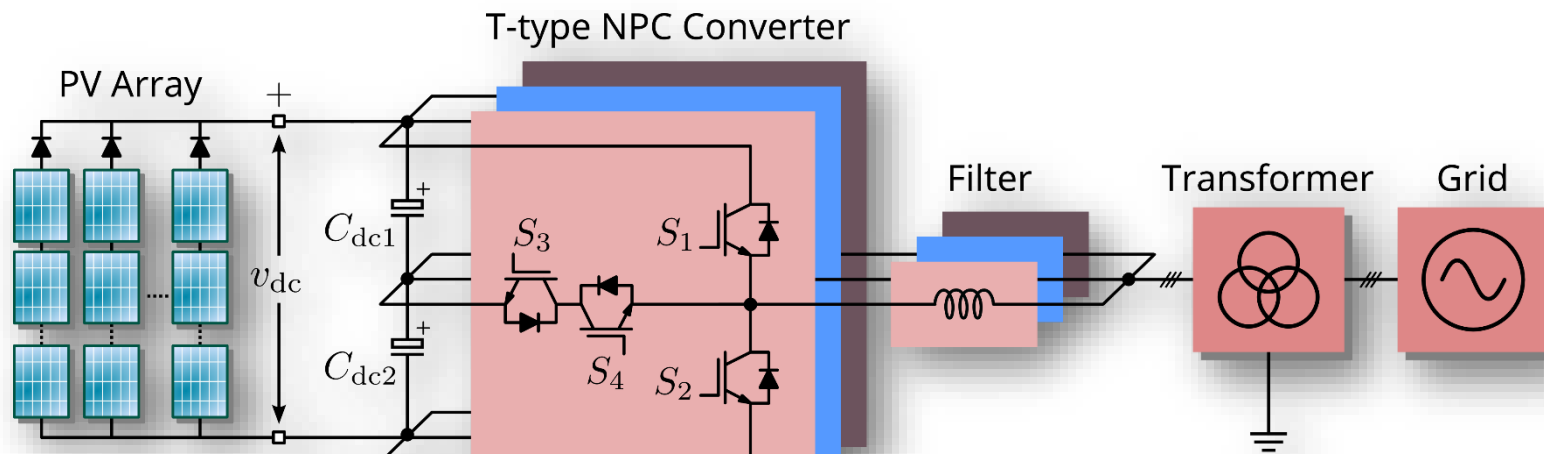 T-type NPC Converter
PV Array
+
Filter
Transformer
Grid
+
C_dc1
S_3
S_1
v_dc
+
C_dc2
S_4
S_2